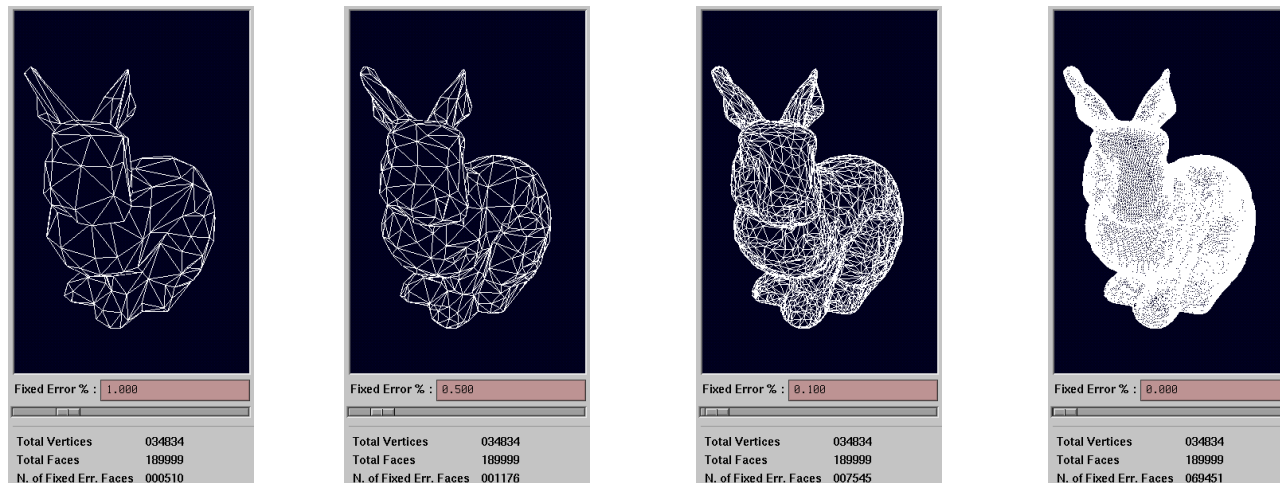 Fixed Error % : 1.000
Total Vertices 034834
Total Faces 189999
N. of Fixed Err. Faces 000510
Fixed Error % : 0.500
Total Vertices 034834
Total Faces 189999
N. of Fixed Err. Faces 001176
Fixed Error % : 0.100
Total Vertices 034834
Total Faces 189999
N. of Fixed Err. Faces 007545
Fixed Error % : 0.000
Total Vertices 034834
Total Faces 189999
N. of Fixed Err. Faces 069451